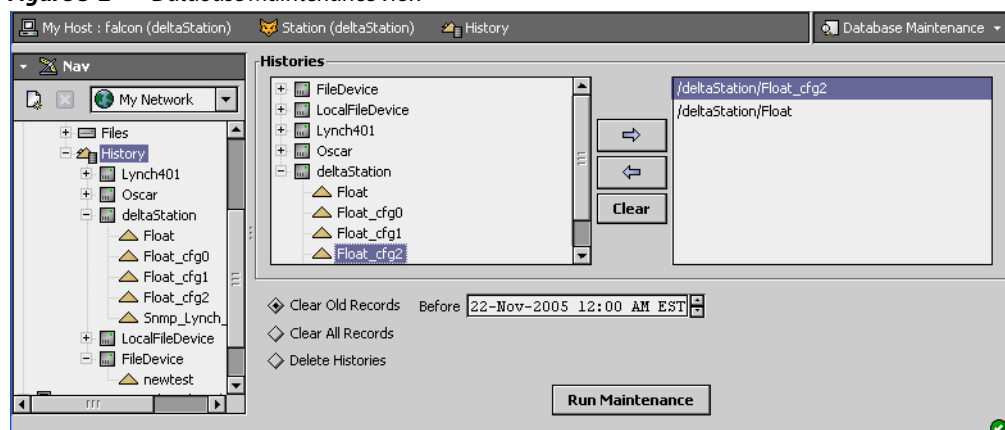 Database Maintenance
My Host : falcon (deltaStation)
Station (deltaStation)
History
Database Maintenance
Nav
My Network
Files
History
Lynch401
Oscar
deltaStation
Float
Float_cfg0
Float_cfg1
Float_cfg2
Snmp_Lynch_
LocalFileDevice
FileDevice
newtest
Histories
FileDevice
LocalFileDevice
Lynch401
Oscar
deltaStation
Float
Float_cfg0
Float_cfg1
Float_cfg2
Clear
/deltaStation/Float_cfg2
/deltaStation/Float
Clear Old Records Before 22-Nov-2005 12:00 AM EST
Clear All Records
Delete Histories
Run Maintenance